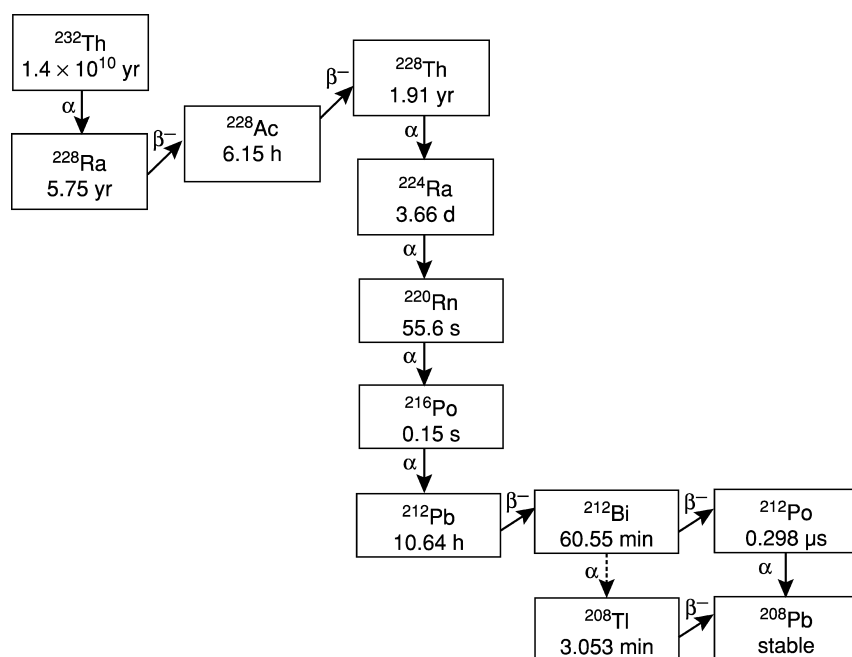 ²³²Th
1.4 × 10¹⁰ yr
α
²²⁸Ra
5.75 yr
β⁻
²²⁸Ac
6.15 h
β⁻
²²⁸Th
1.91 yr
α
²²⁴Ra
3.66 d
α
²²⁰Rn
55.6 s
α
²¹⁶Po
0.15 s
α
²¹²Pb
10.64 h
β⁻
²¹²Bi
60.55 min
β⁻
²¹²Po
0.298 µs
α
α
²⁰⁸Tl
3.053 min
β⁻
²⁰⁸Pb
stable